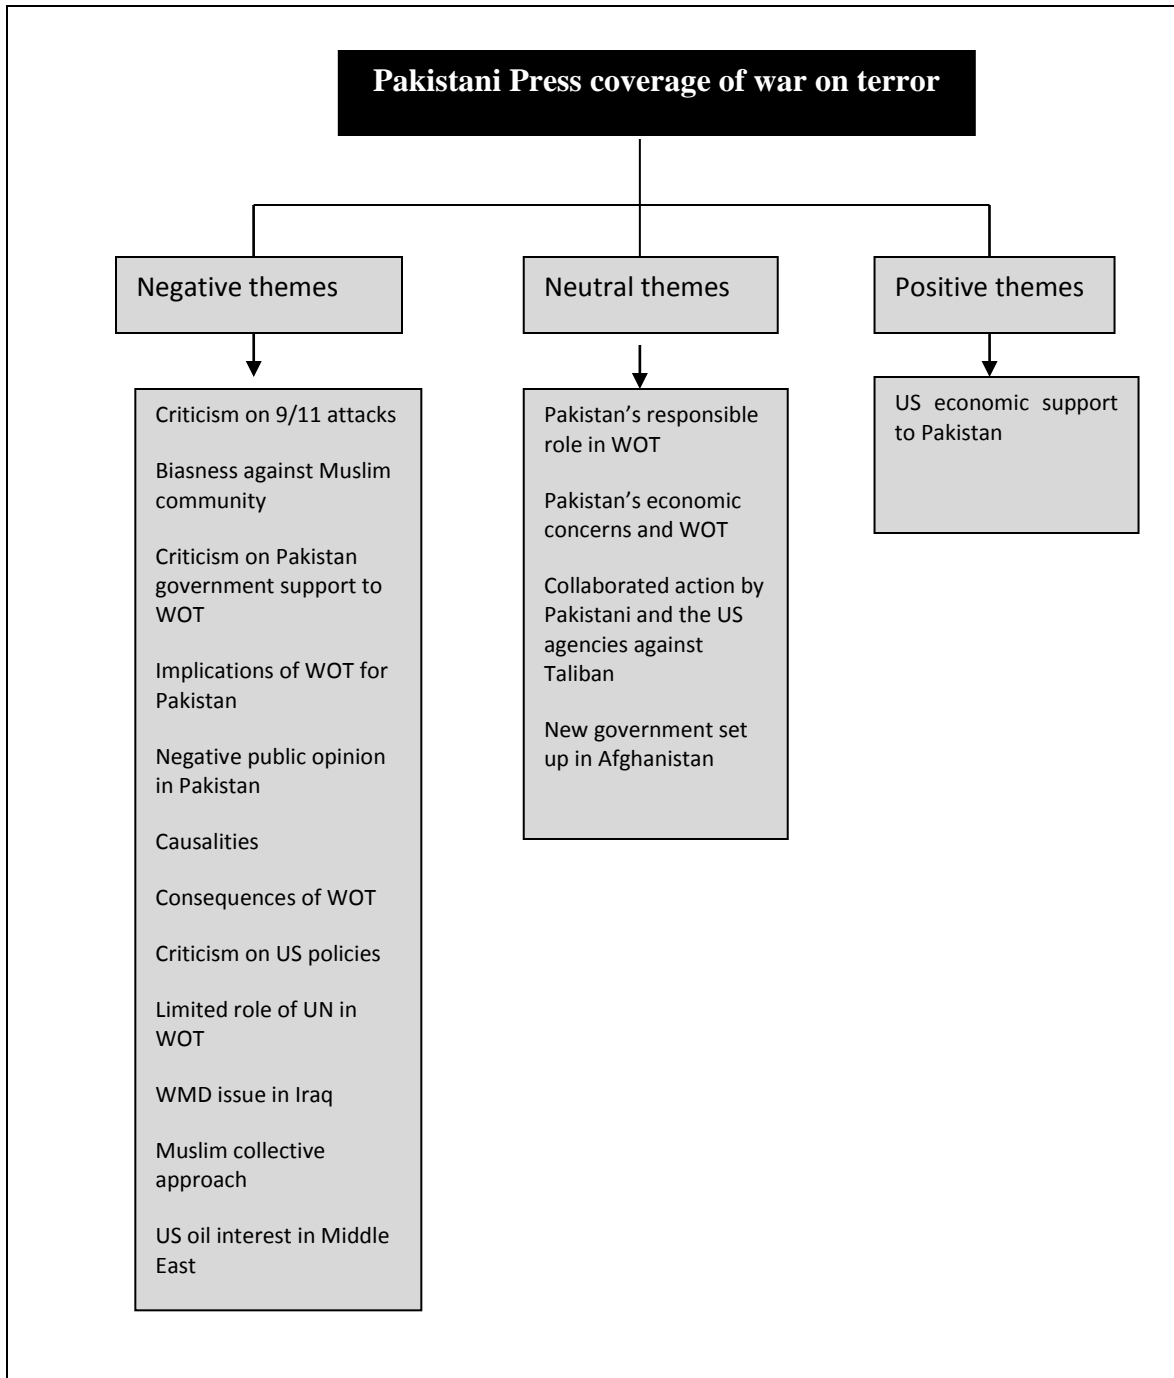 Pakistani Press coverage of war on terror
Negative themes
Criticism on 9/11 attacks
Biasness against Muslim
community
Criticism on Pakistan
government support to
WOT
Implications of WOT for
Pakistan
Negative public opinion
in Pakistan
Causalities
Consequences of WOT
Criticism on US policies
Limited role of UN in
WOT
WMD issue in Iraq
Muslim collective
approach
US oil interest in Middle
East
Neutral themes
Pakistan’s responsible
role in WOT
Pakistan’s economic
concerns and WOT
Collaborated action by
Pakistani and the US
agencies against
Taliban
New government set
up in Afghanistan
Positive themes
US economic support
to Pakistan